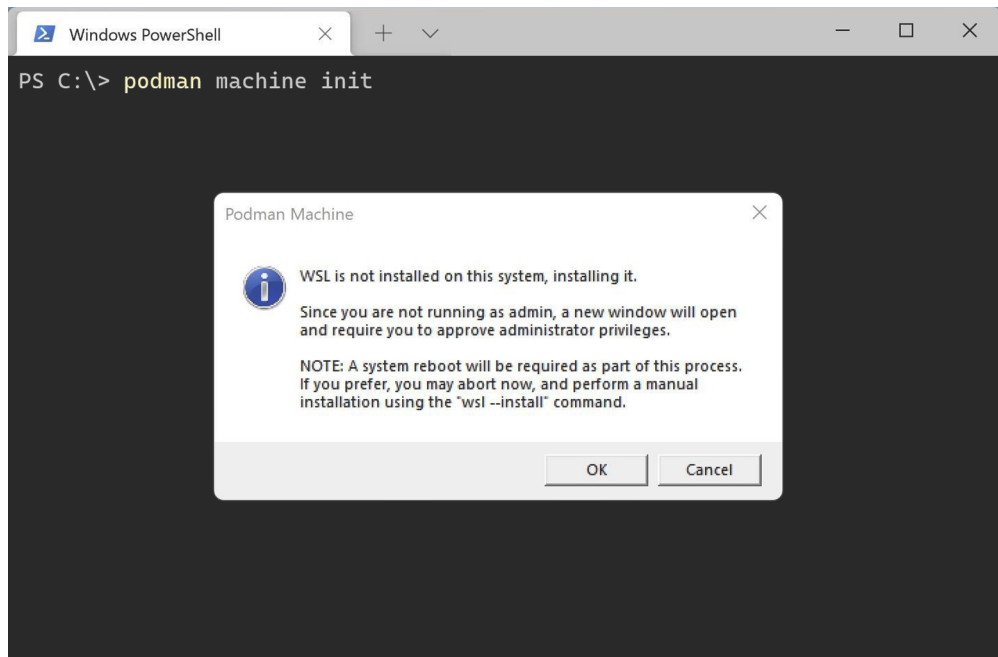 Windows PowerShell
PS C:\> podman machine init
Podman Machine
WSL is not installed on this system, installing it.
Since you are not running as admin, a new window will open
and require you to approve administrator privileges.
NOTE: A system reboot will be required as part of this process.
If you prefer, you may abort now, and perform a manual
installation using the "wsl --install" command.
OK Cancel